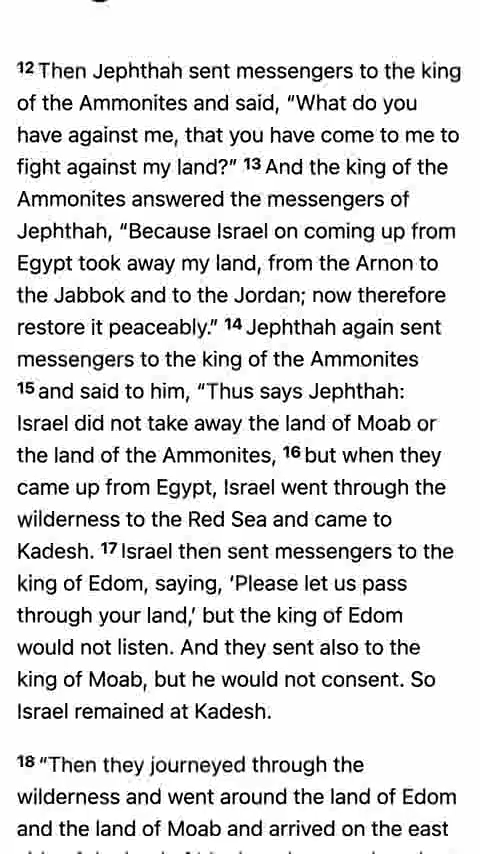 12 Then Jephthah sent messengers to the king
of the Ammonites and said, “What do you
have against me, that you have come to me to
fight against my land?” 13 And the king of the
Ammonites answered the messengers of
Jephthah, “Because Israel on coming up from
Egypt took away my land, from the Arnon to
the Jabbok and to the Jordan; now therefore
restore it peaceably.” 14 Jephthah again sent
messengers to the king of the Ammonites
15 and said to him, “Thus says Jephthah:
Israel did not take away the land of Moab or
the land of the Ammonites, 16 but when they
came up from Egypt, Israel went through the
wilderness to the Red Sea and came to
Kadesh. 17 Israel then sent messengers to the
king of Edom, saying, ‘Please let us pass
through your land,’ but the king of Edom
would not listen. And they sent also to the
king of Moab, but he would not consent. So
Israel remained at Kadesh.
18 “Then they journeyed through the
wilderness and went around the land of Edom
and the land of Moab and arrived on the east